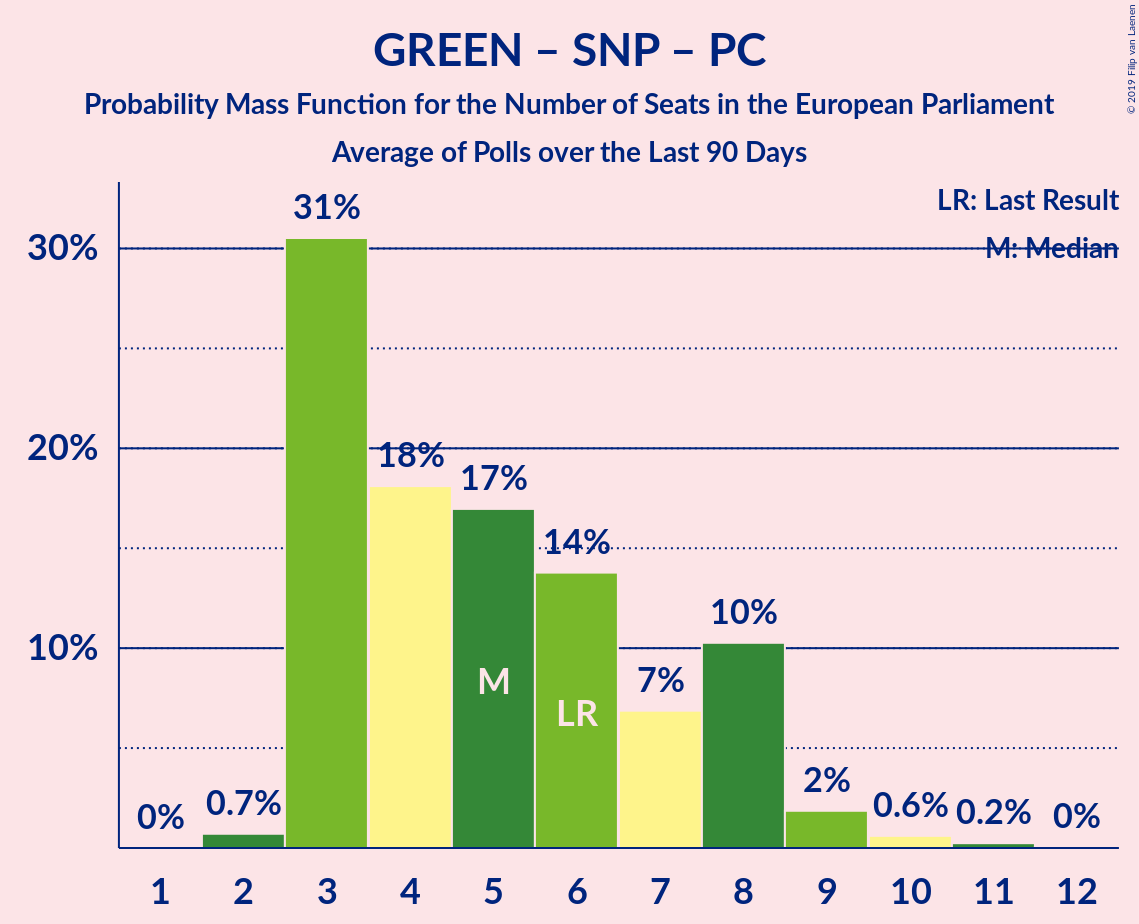 GREEN – SNP – PC
Probability Mass Function for the Number of Seats in the European Parliament
Average of Polls over the Last 90 Days
© 2019 Filip van Laenen
LR: Last Result
M: Median
30%
20%
10%
0%
0.7%
31%
18%
17%
14%
7%
10%
2%
0.6%
0.2%
0%
M
LR
1 2 3 4 5 6 7 8 9 10 11 12